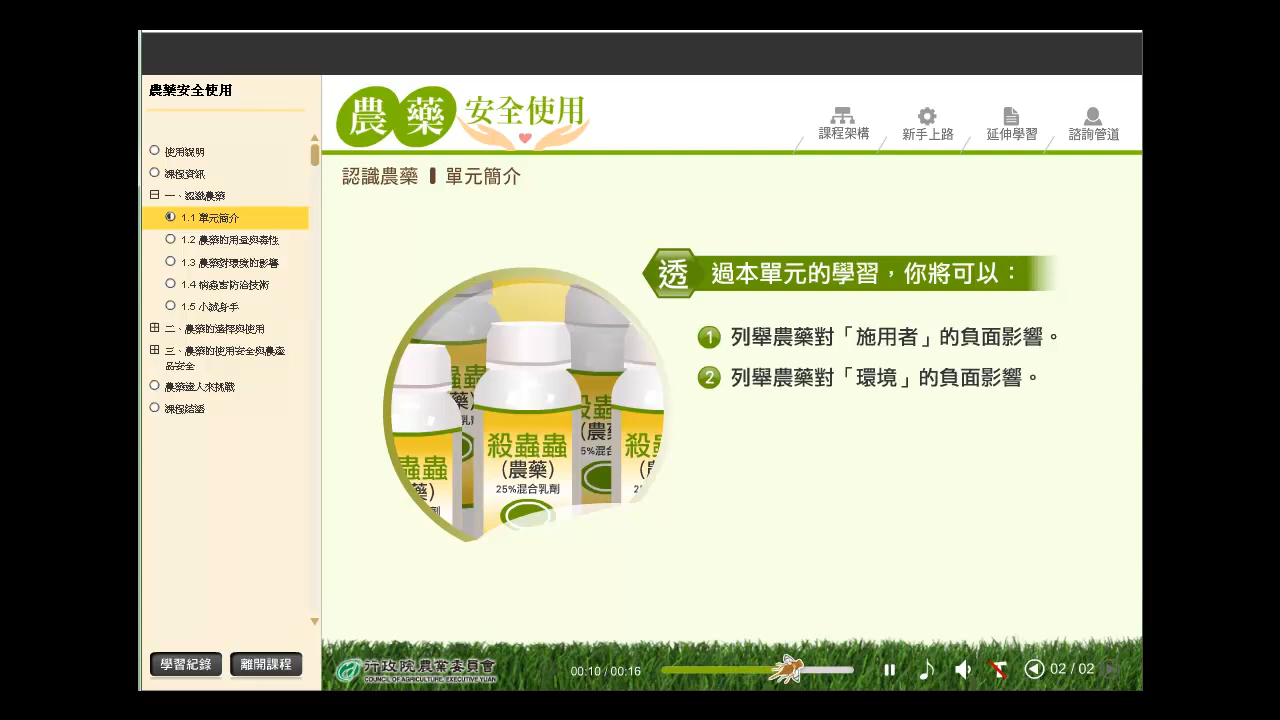 農藥安全使用
使用說明
課程資訊
一、認識農藥
1.1 單元簡介
1.2 農藥的用量與毒性
1.3 農藥對環境的影響
1.4 病蟲害防治技術
1.5 小試身手
二、農藥的選擇與使用
三、農藥的使用安全與農產
品安全
農藥達人來挑戰
課程結語
學習紀錄
離開課程
農藥安全使用
課程架構
新手上路
延伸學習
諮詢管道
認識農藥 單元簡介
透過本單元的學習，你將可以：
1 列舉農藥對「施用者」的負面影響。
2 列舉農藥對「環境」的負面影響。
殺蟲蟲
(農藥)
25%混合乳劑
行政院農業委員會
COUNCIL OF AGRICULTURE, EXECUTIVE YUAN
00:10 / 00:16
02 / 02